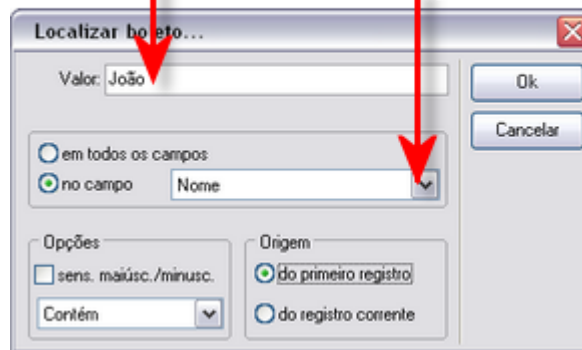 Localizar boleto...
Valor: João
Ok
Cancelar
em todos os campos
no campo Nome
Opções
sens. maiúsc./minusc.
Contém
Origem
do primeiro registro
do registro corrente